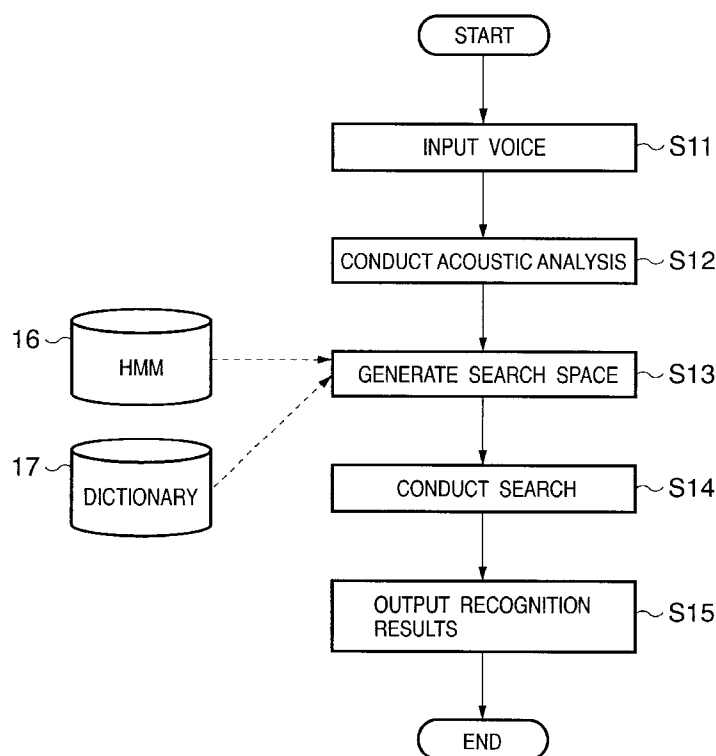 START
INPUT VOICE
S11
CONDUCT ACOUSTIC ANALYSIS
S12
16
HMM
GENERATE SEARCH SPACE
S13
17
DICTIONARY
CONDUCT SEARCH
S14
OUTPUT RECOGNITION
RESULTS
S15
END